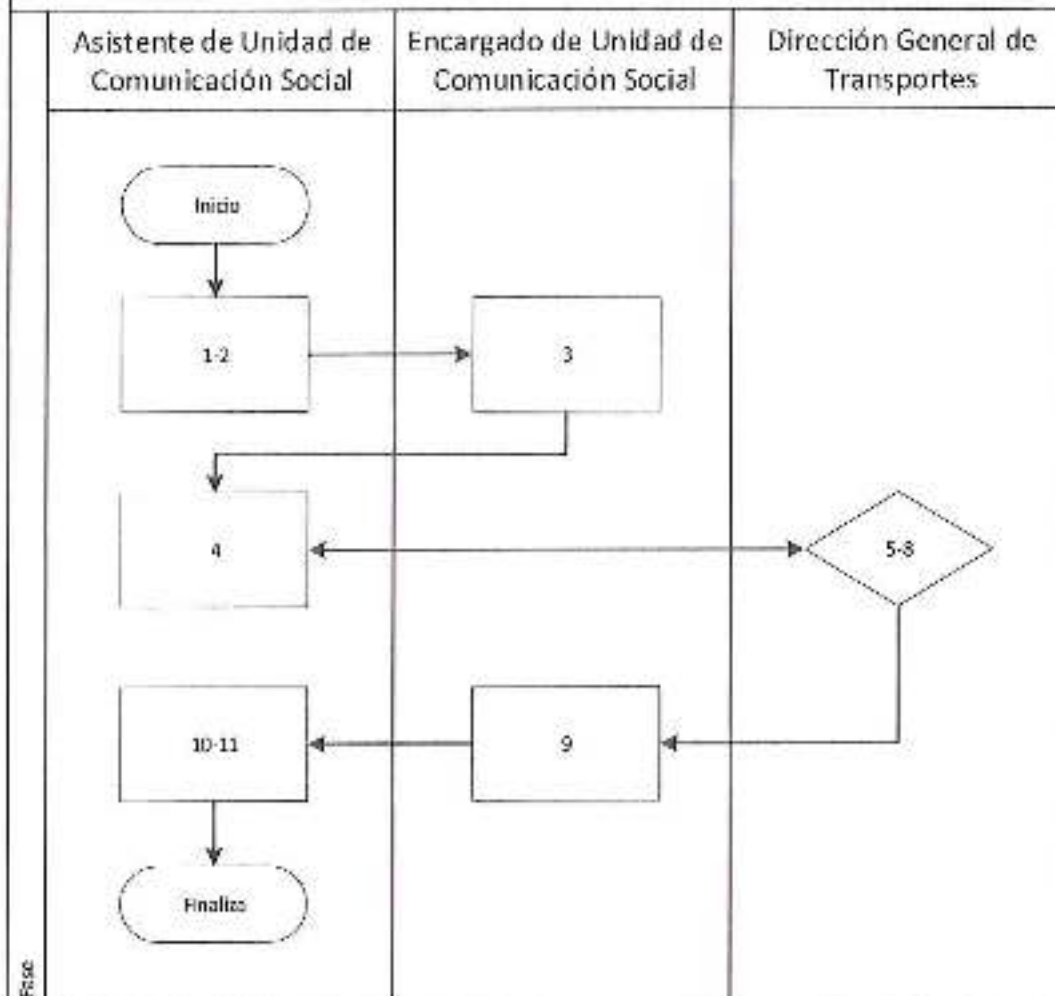 Asistente de Unidad de
Comunicación Social
Encargado de Unidad de
Comunicación Social
Dirección General de
Transportes
Inicio
1-2
3
4
5-8
10-11
9
Finaliza
Fase